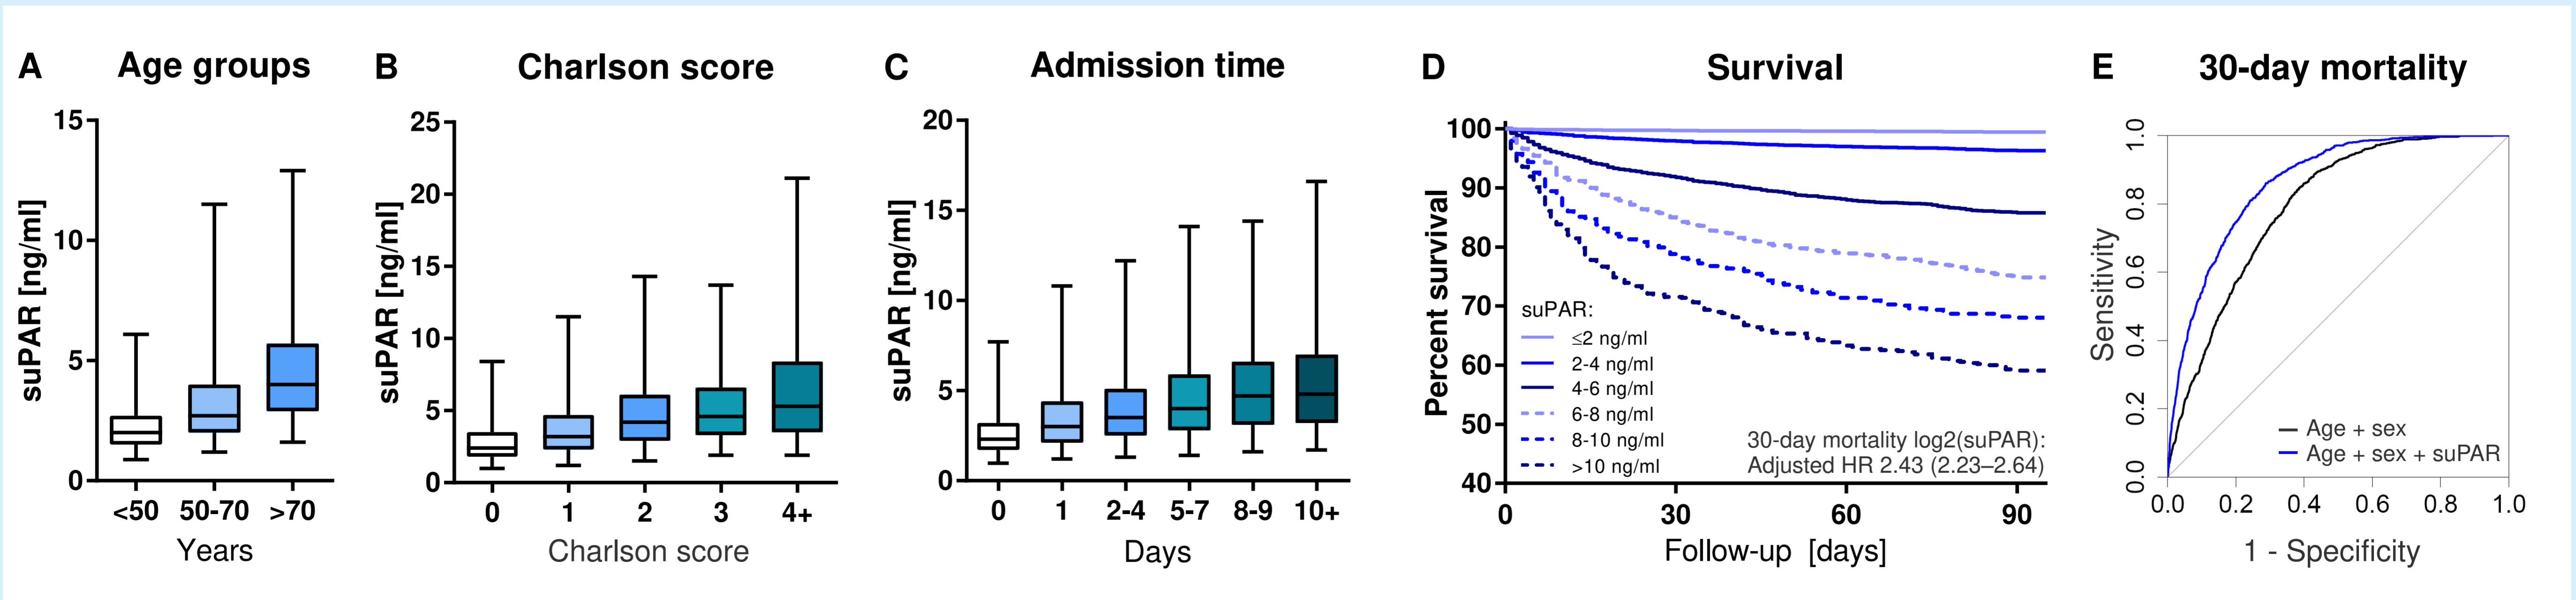 A Age groups
15
10
5
0
suPAR [ng/ml]
<50 50-70 >70
Years
B Charlson score
25
20
15
10
5
0
suPAR [ng/ml]
0 1 2 3 4+
Charlson score
C Admission time
20
15
10
5
0
suPAR [ng/ml]
0 1 2-4 5-7 8-9 10+
Days
D Survival
100
90
80
70
60
50
40
Percent survival
suPAR:
≤2 ng/ml
2-4 ng/ml
4-6 ng/ml
6-8 ng/ml
8-10 ng/ml
>10 ng/ml
30-day mortality log2(suPAR):
Adjusted HR 2.43 (2.23–2.64)
0 30 60 90
Follow-up [days]
E 30-day mortality
1.0
0.8
0.6
0.4
0.2
0.0
Sensitivity
Age + sex
Age + sex + suPAR
0.0 0.2 0.4 0.6 0.8 1.0
1 - Specificity